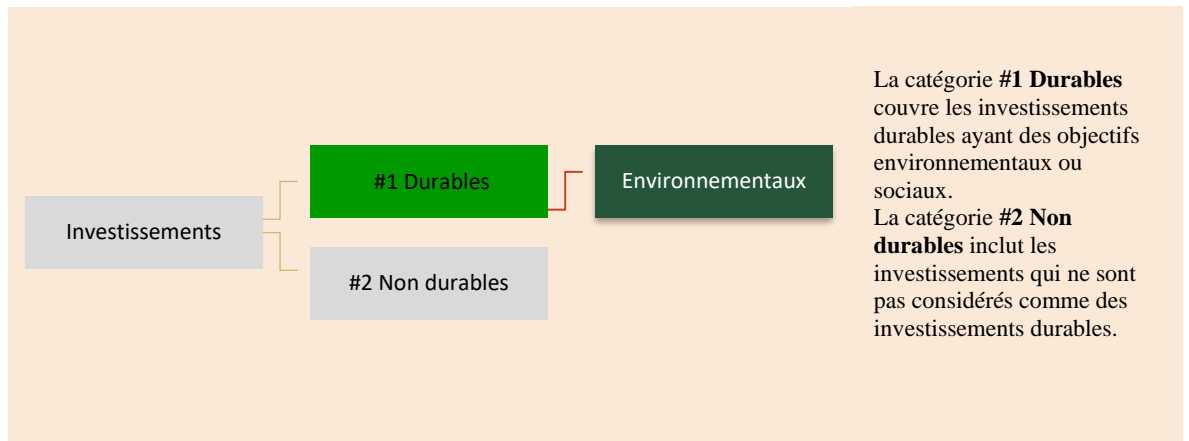 Investissements
#1 Durables
Environnementaux
#2 Non durables
La catégorie #1 Durables
couvre les investissements
durables ayant des objectifs
environnementaux ou
sociaux.
La catégorie #2 Non
durables inclut les
investissements qui ne sont
pas considérés comme des
investissements durables.